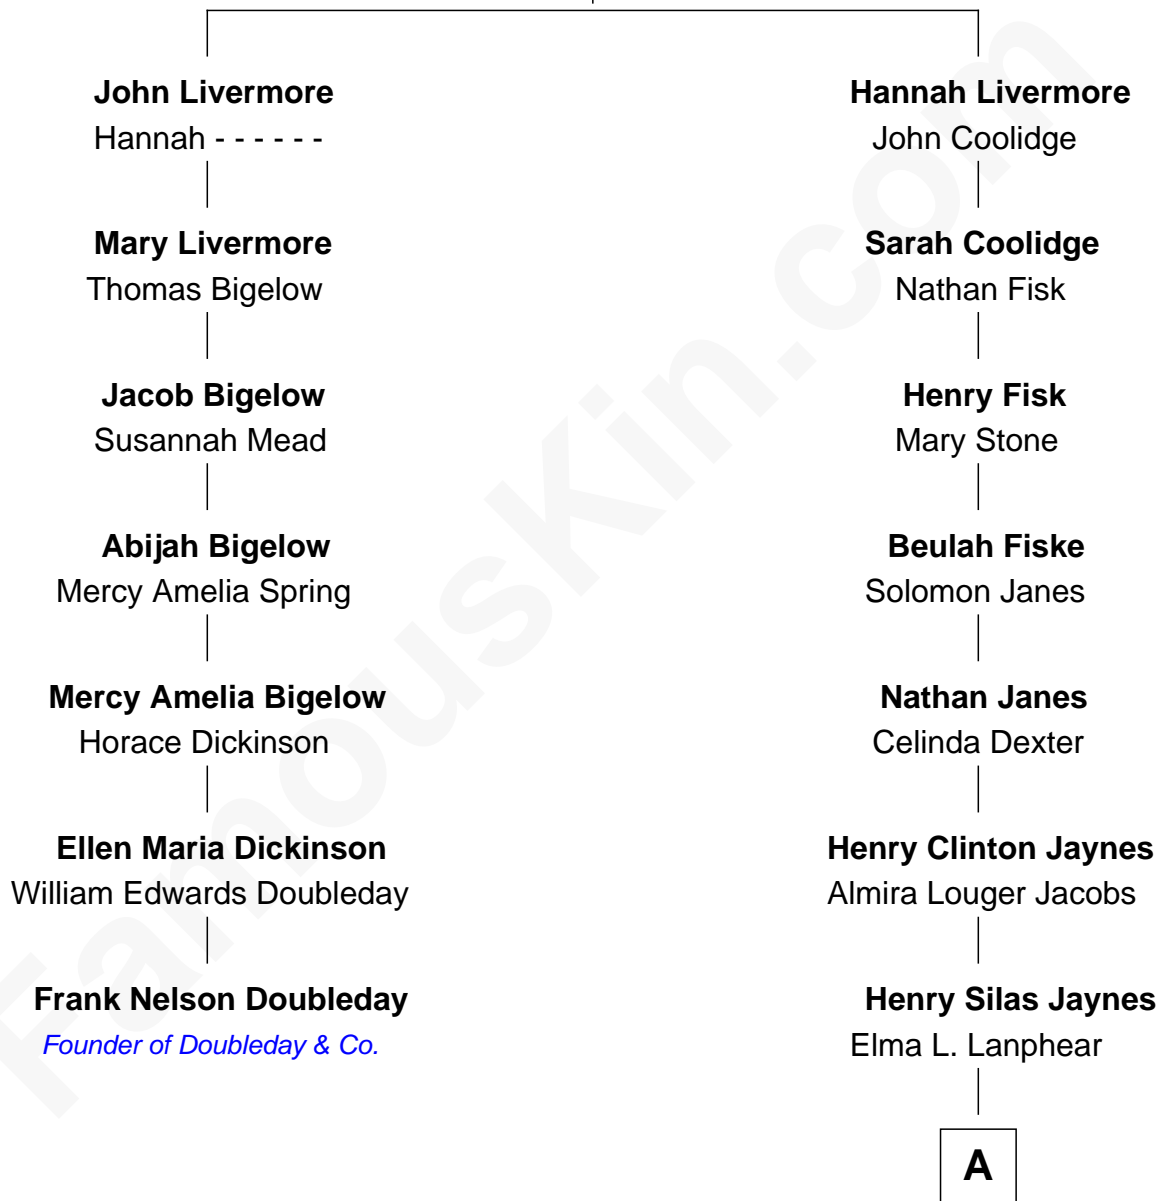 John Livermore
Hannah - - - - - -
Mary Livermore
Thomas Bigelow
Jacob Bigelow
Susannah Mead
Abijah Bigelow
Mercy Amelia Spring
Mercy Amelia Bigelow
Horace Dickinson
Ellen Maria Dickinson
William Edwards Doubleday
Frank Nelson Doubleday
Founder of Doubleday & Co.
Hannah Livermore
John Coolidge
Sarah Coolidge
Nathan Fisk
Henry Fisk
Mary Stone
Beulah Fiske
Solomon Janes
Nathan Janes
Celinda Dexter
Henry Clinton Jaynes
Almira Louger Jacobs
Henry Silas Jaynes
Elma L. Lanphear
A
FamousKin.com